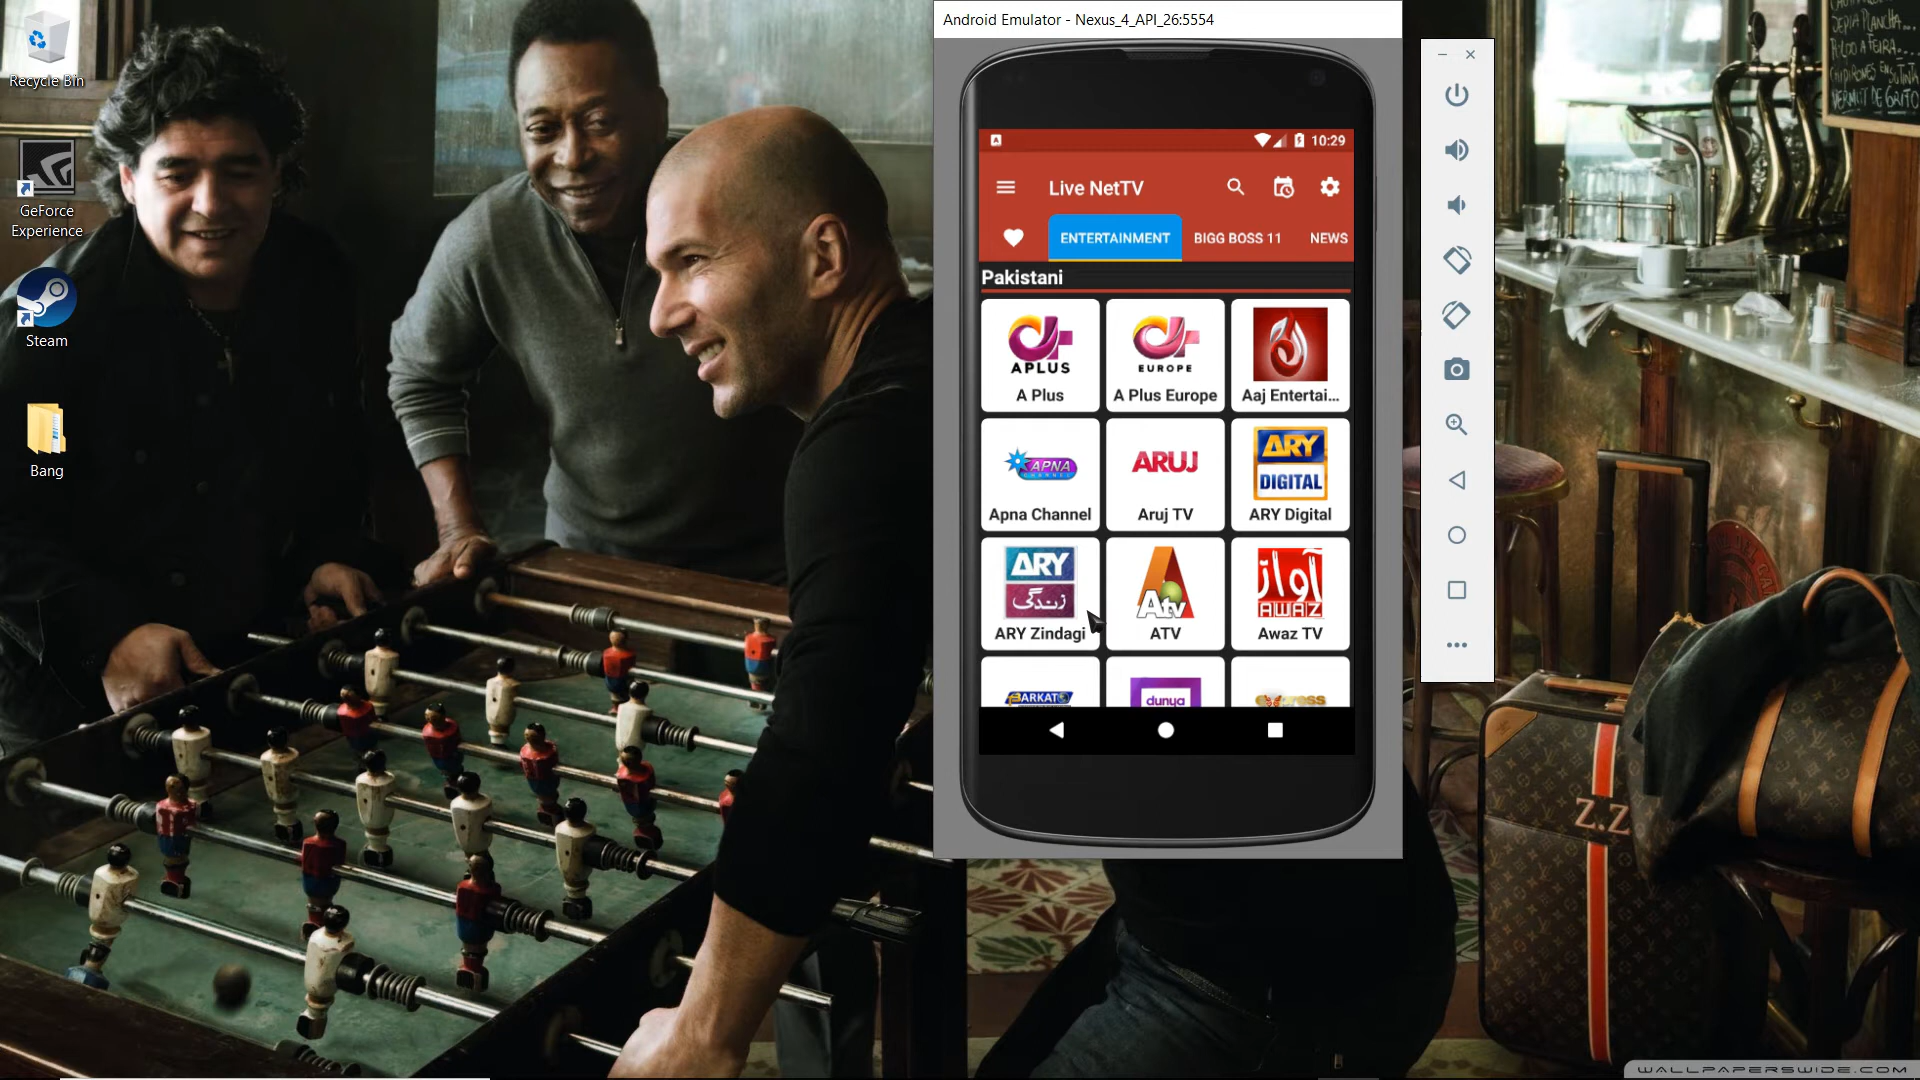 Recycle Bin
GeForce
Experience
Steam
Bang
Android Emulator - Nexus_4_API_26:5554
10:29
Live NetTV
ENTERTAINMENT
BIGG BOSS 11
NEWS
Pakistani
APLUS
A Plus
EUROPE
A Plus Europe
Aaj Entertai...
APNA
Apna Channel
ARUJ
Aruj TV
ARY
DIGITAL
ARY Digital
ARY
زندگی
ARY Zindagi
Atv
ATV
آواز
AWAZ
Awaz TV
BARKAT
dunya
express
Z.Z
WALLPAPERSWIDE.COM